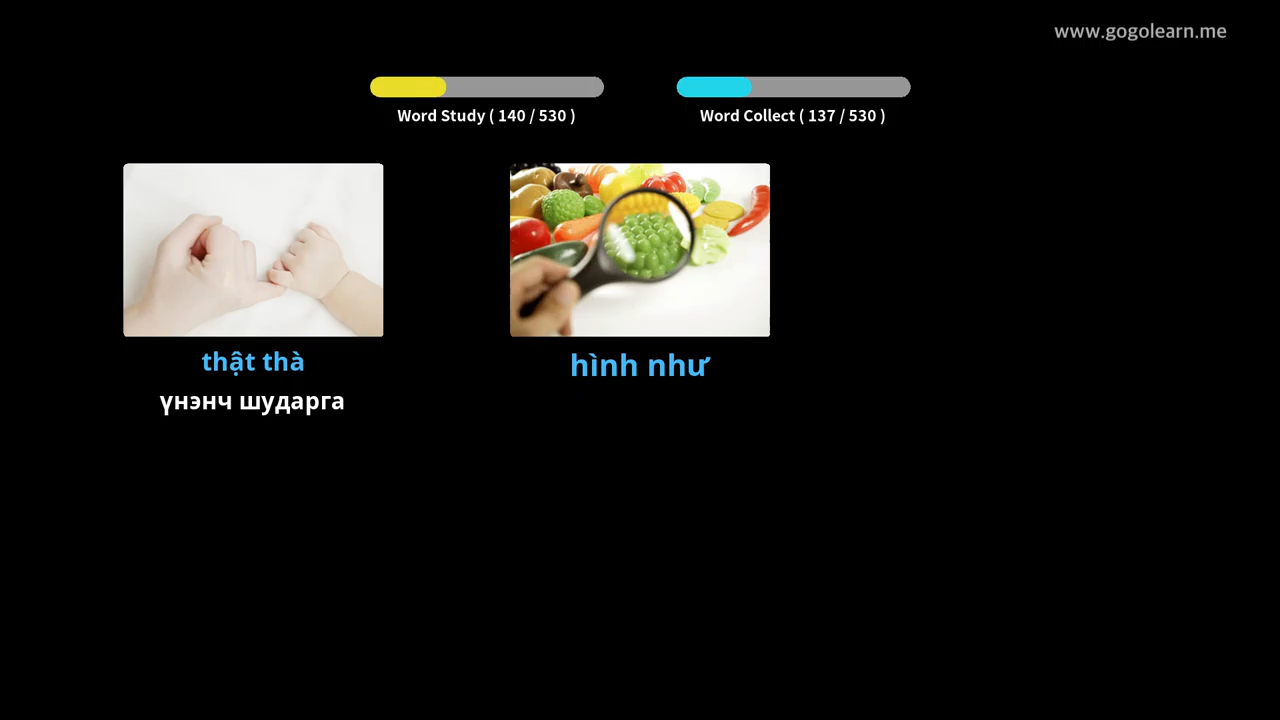 www.gogolearn.me
Word Study ( 140 / 530 )
Word Collect ( 137 / 530 )
thật thà
үнэнч шударга
hình như